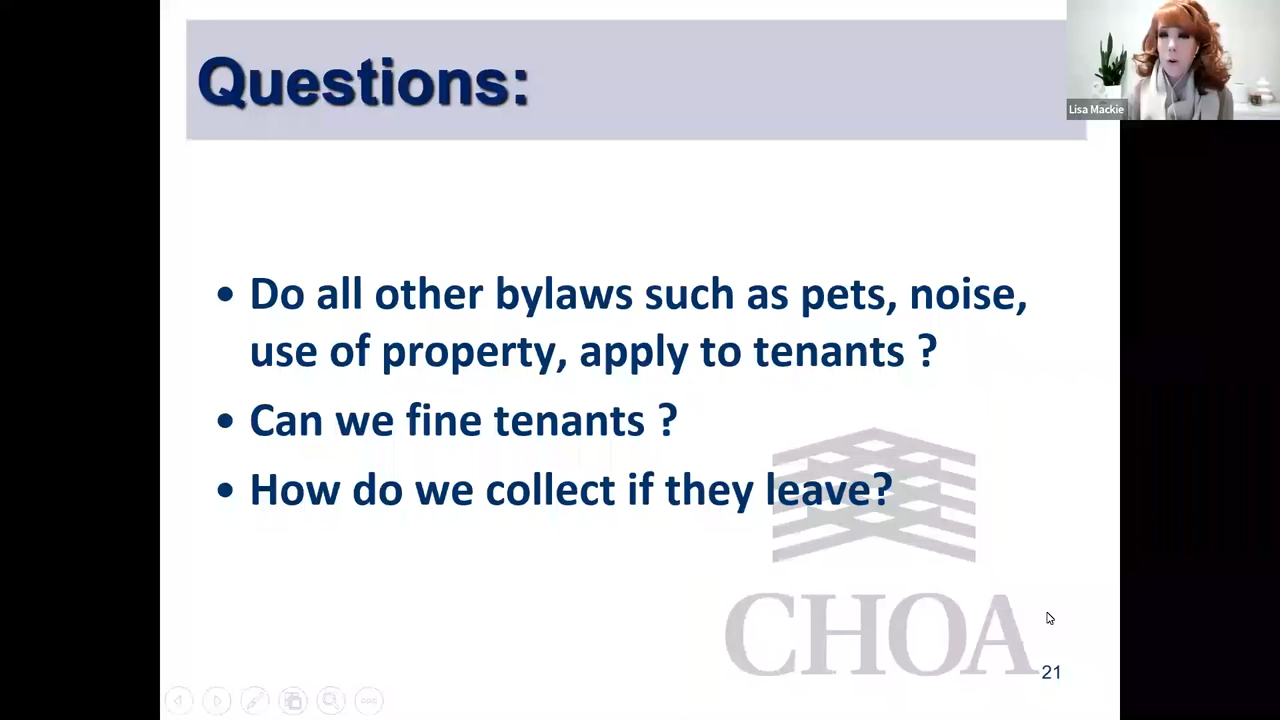 Questions:
Lisa Mackie
• Do all other bylaws such as pets, noise,
use of property, apply to tenants ?
• Can we fine tenants ?
• How do we collect if they leave?
CHOA
21